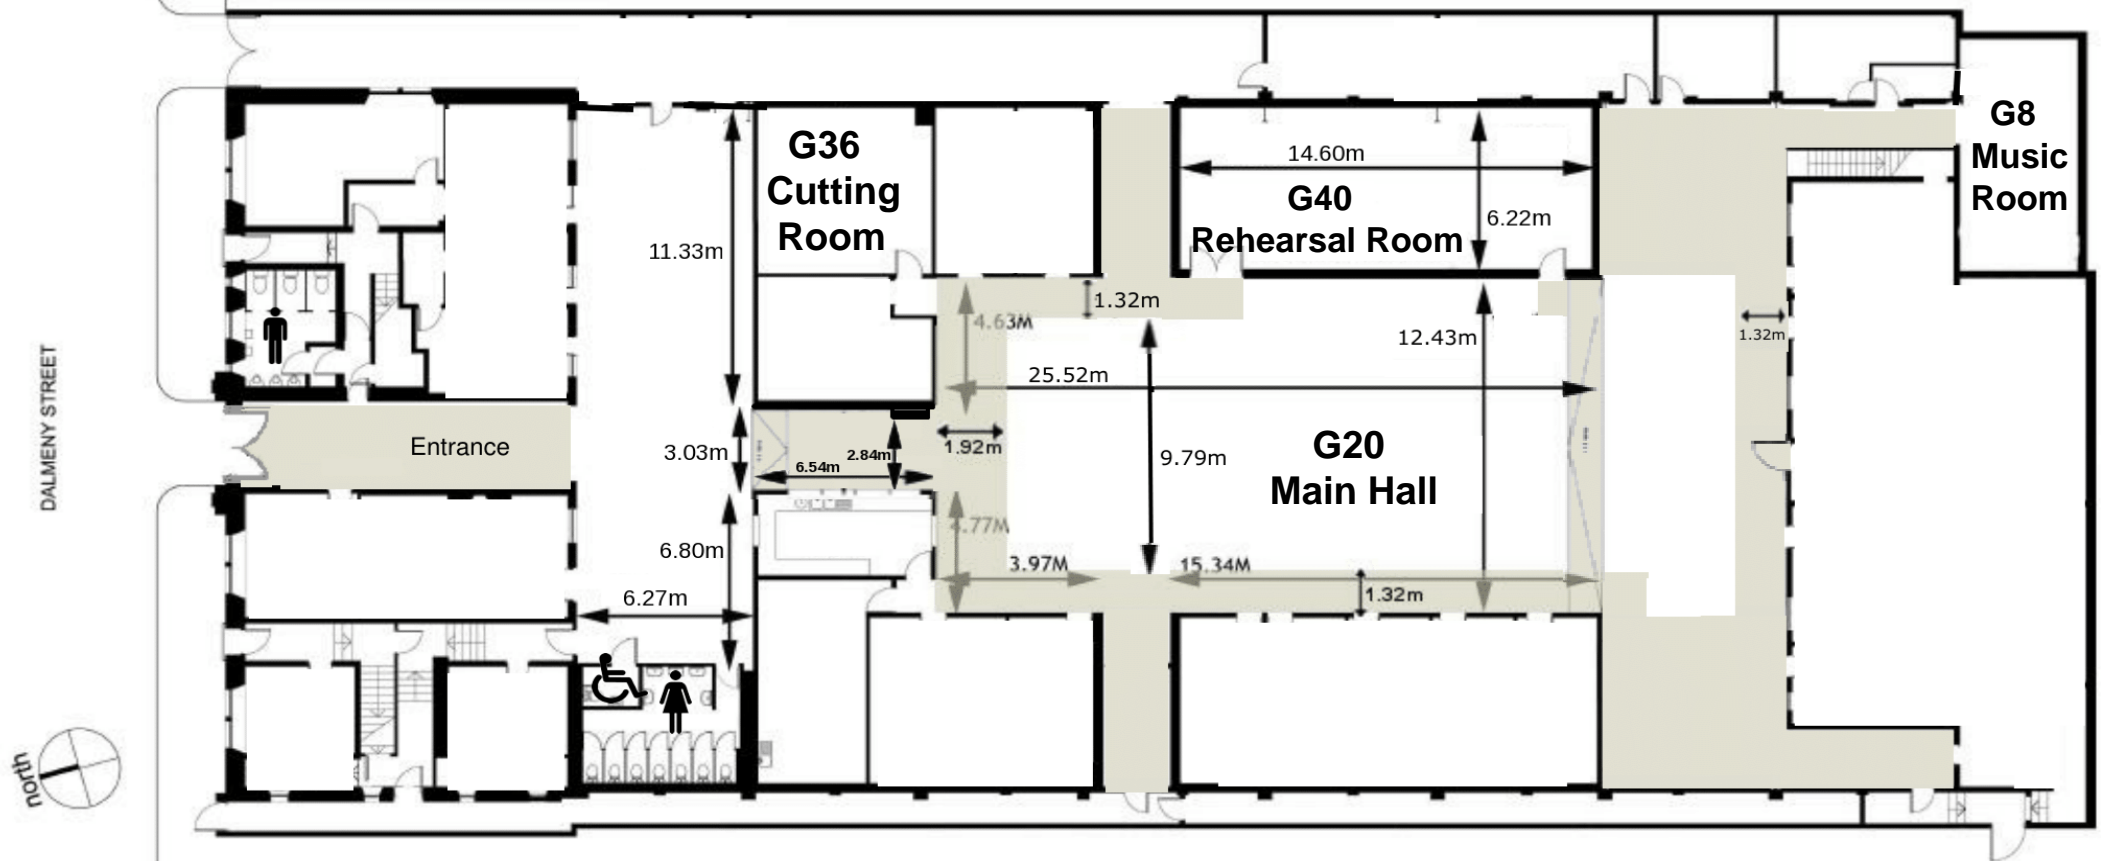 G36
Cutting
Room
G8
Music
Room
14.60m
G40
Rehearsal Room
6.22m
11.33m
1.32m
4.63M
12.43m
1.32m
25.52m
DALMENY STREET
Entrance
3.03m
2.84m
6.54m
1.92m
9.79m
G20
Main Hall
6.80m
4.77M
3.97M
15.34M
6.27m
1.32m
north